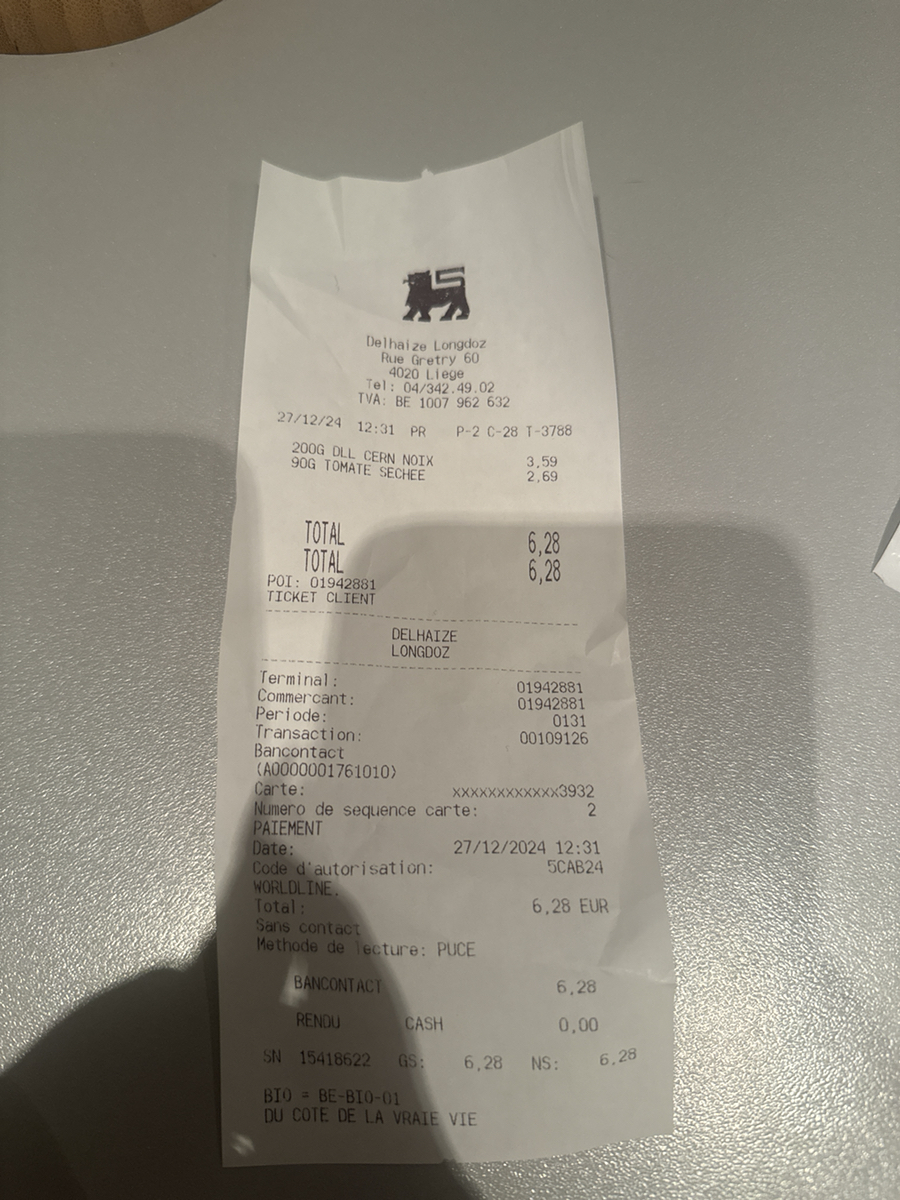 Delhaize Longdoz
Rue Gretry 60
4020 Liege
Tel: 04/342.49.02
TVA: BE 1007 962 632
27/12/24 12:31 PR P-2 C-28 T-3788
200G DLL CERN NOIX 3,59
90G TOMATE SECHEE 2,69
TOTAL 6,28
TOTAL 6,28
POI: 01942881
TICKET CLIENT
DELHAIZE
LONGDOZ
Terminal: 01942881
Commercant: 01942881
Periode: 0131
Transaction: 00109126
Bancontact
(A0000001761010)
Carte: xxxxxxxxxxxx3932
Numero de sequence carte: 2
PAIEMENT
Date: 27/12/2024 12:31
Code d'autorisation: 5CAB24
WORLDLINE.
Total: 6,28 EUR
Sans contact
Methode de lecture: PUCE
BANCONTACT 6,28
RENDU CASH 0,00
SN 15418622 GS: 6,28 NS: 6,28
BIO = BE-BIO-01
DU COTE DE LA VRAIE VIE